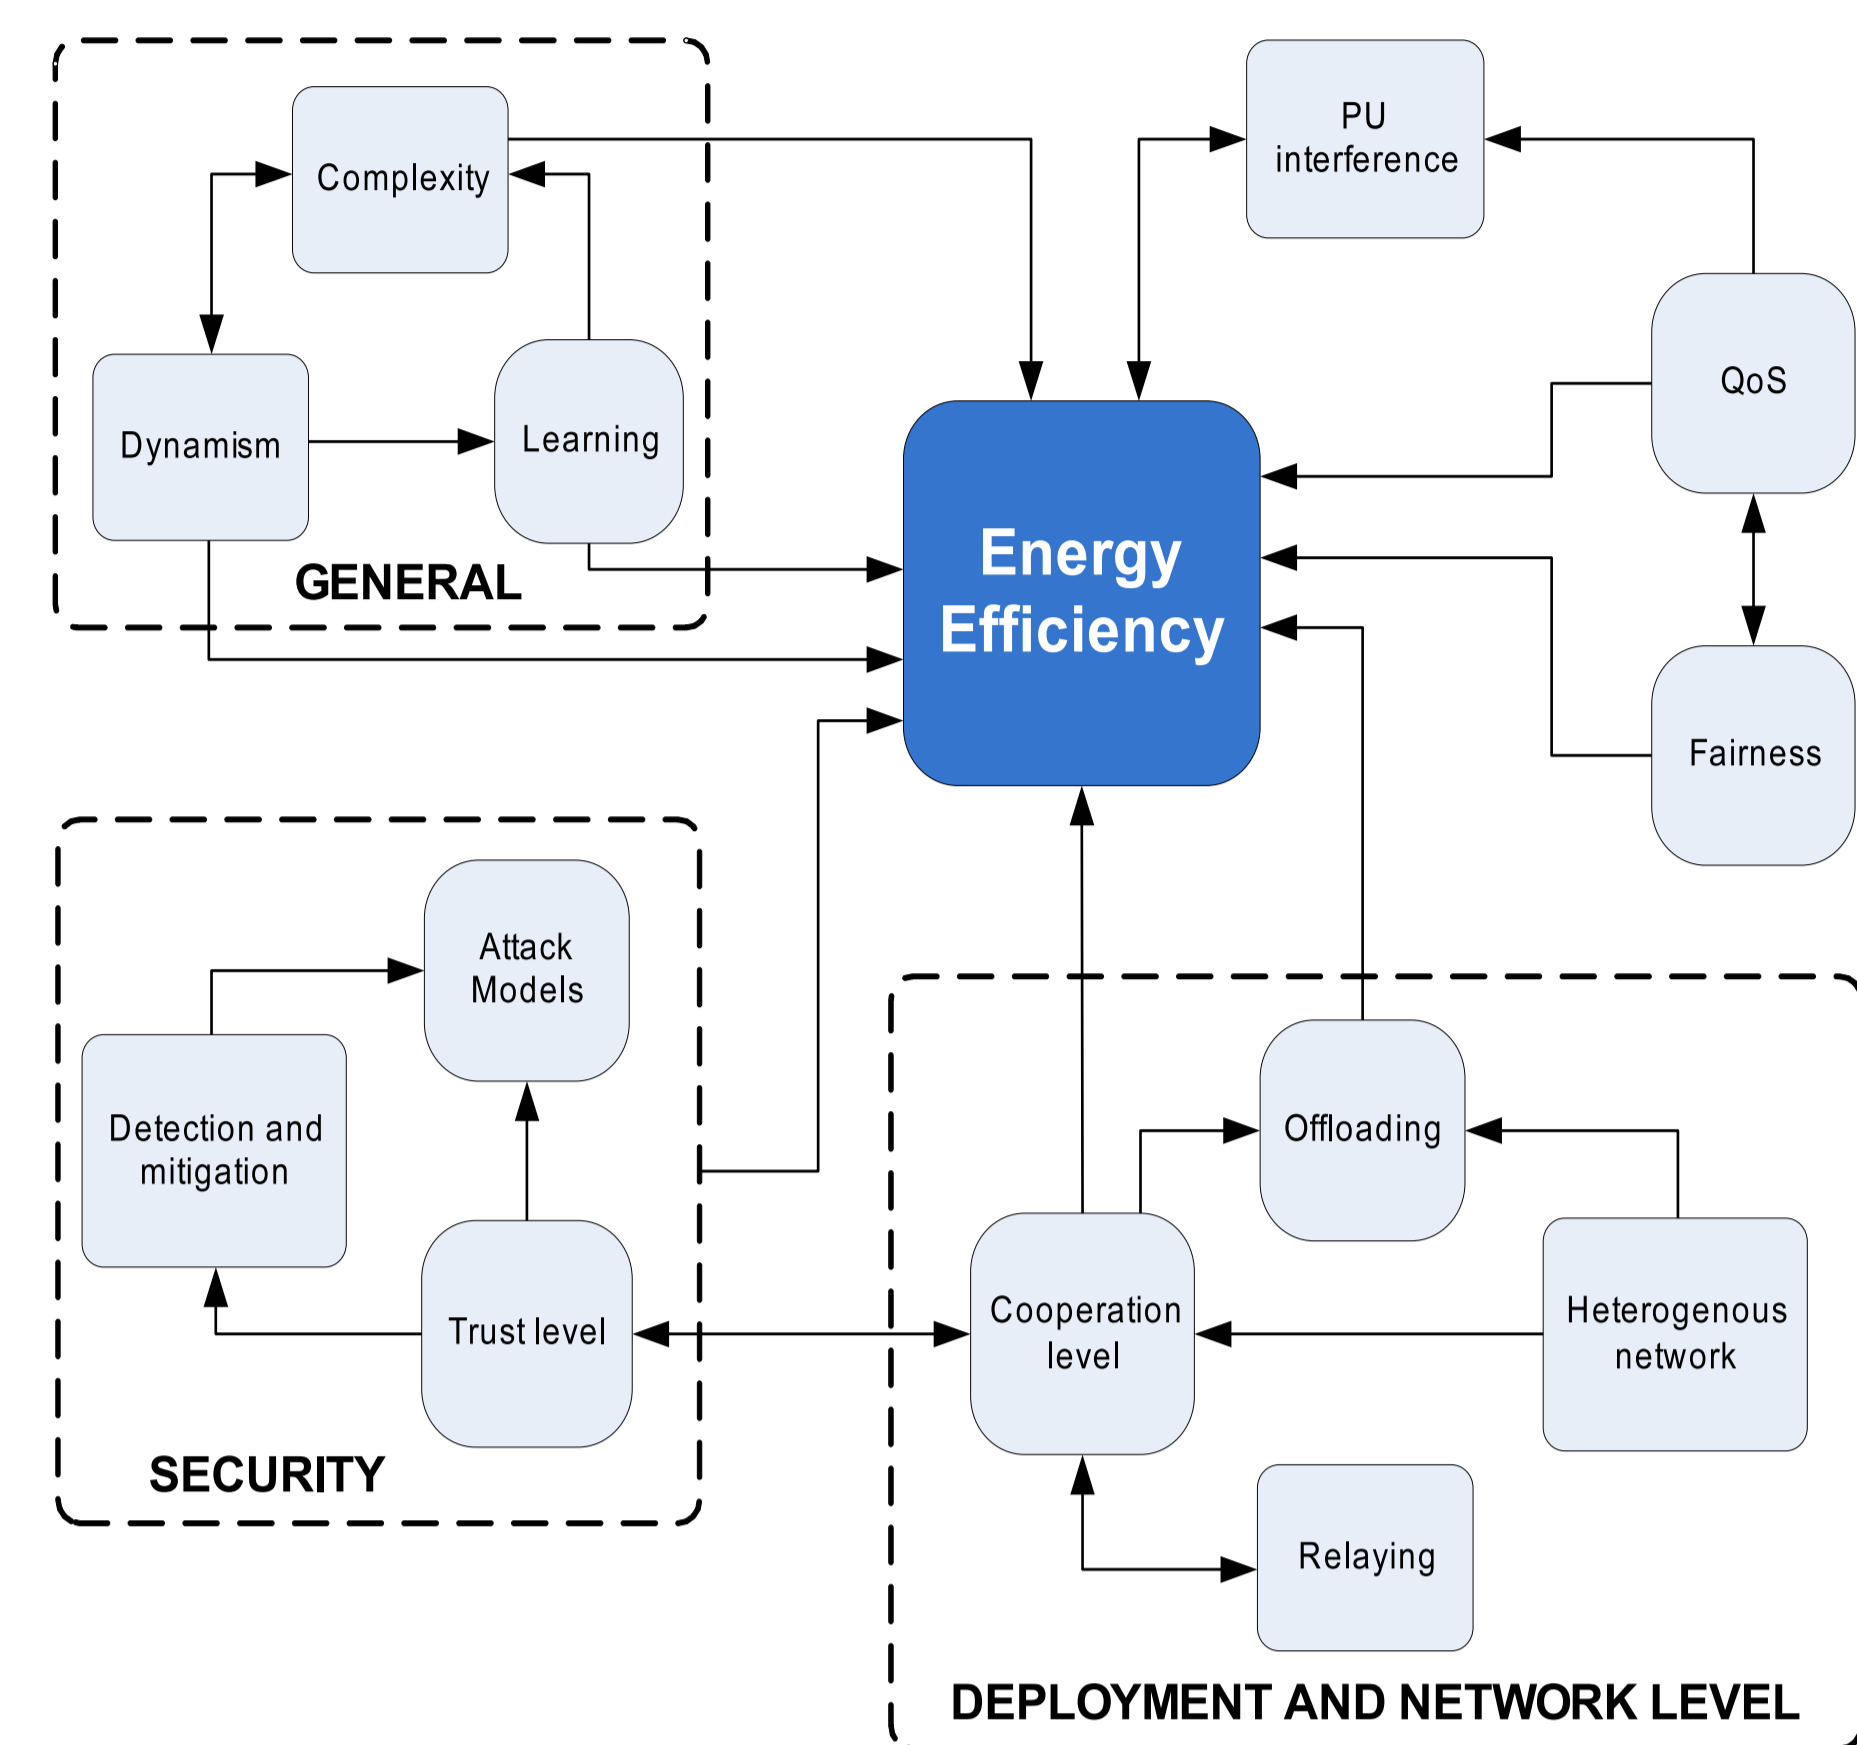 Complexity
Dynamism
Learning
GENERAL
PU
interference
QoS
Energy
Efficiency
Fairness
Attack
Models
Detection and
mitigation
Trust level
SECURITY
Offloading
Cooperation
level
Heterogenous
network
Relaying
DEPLOYMENT AND NETWORK LEVEL